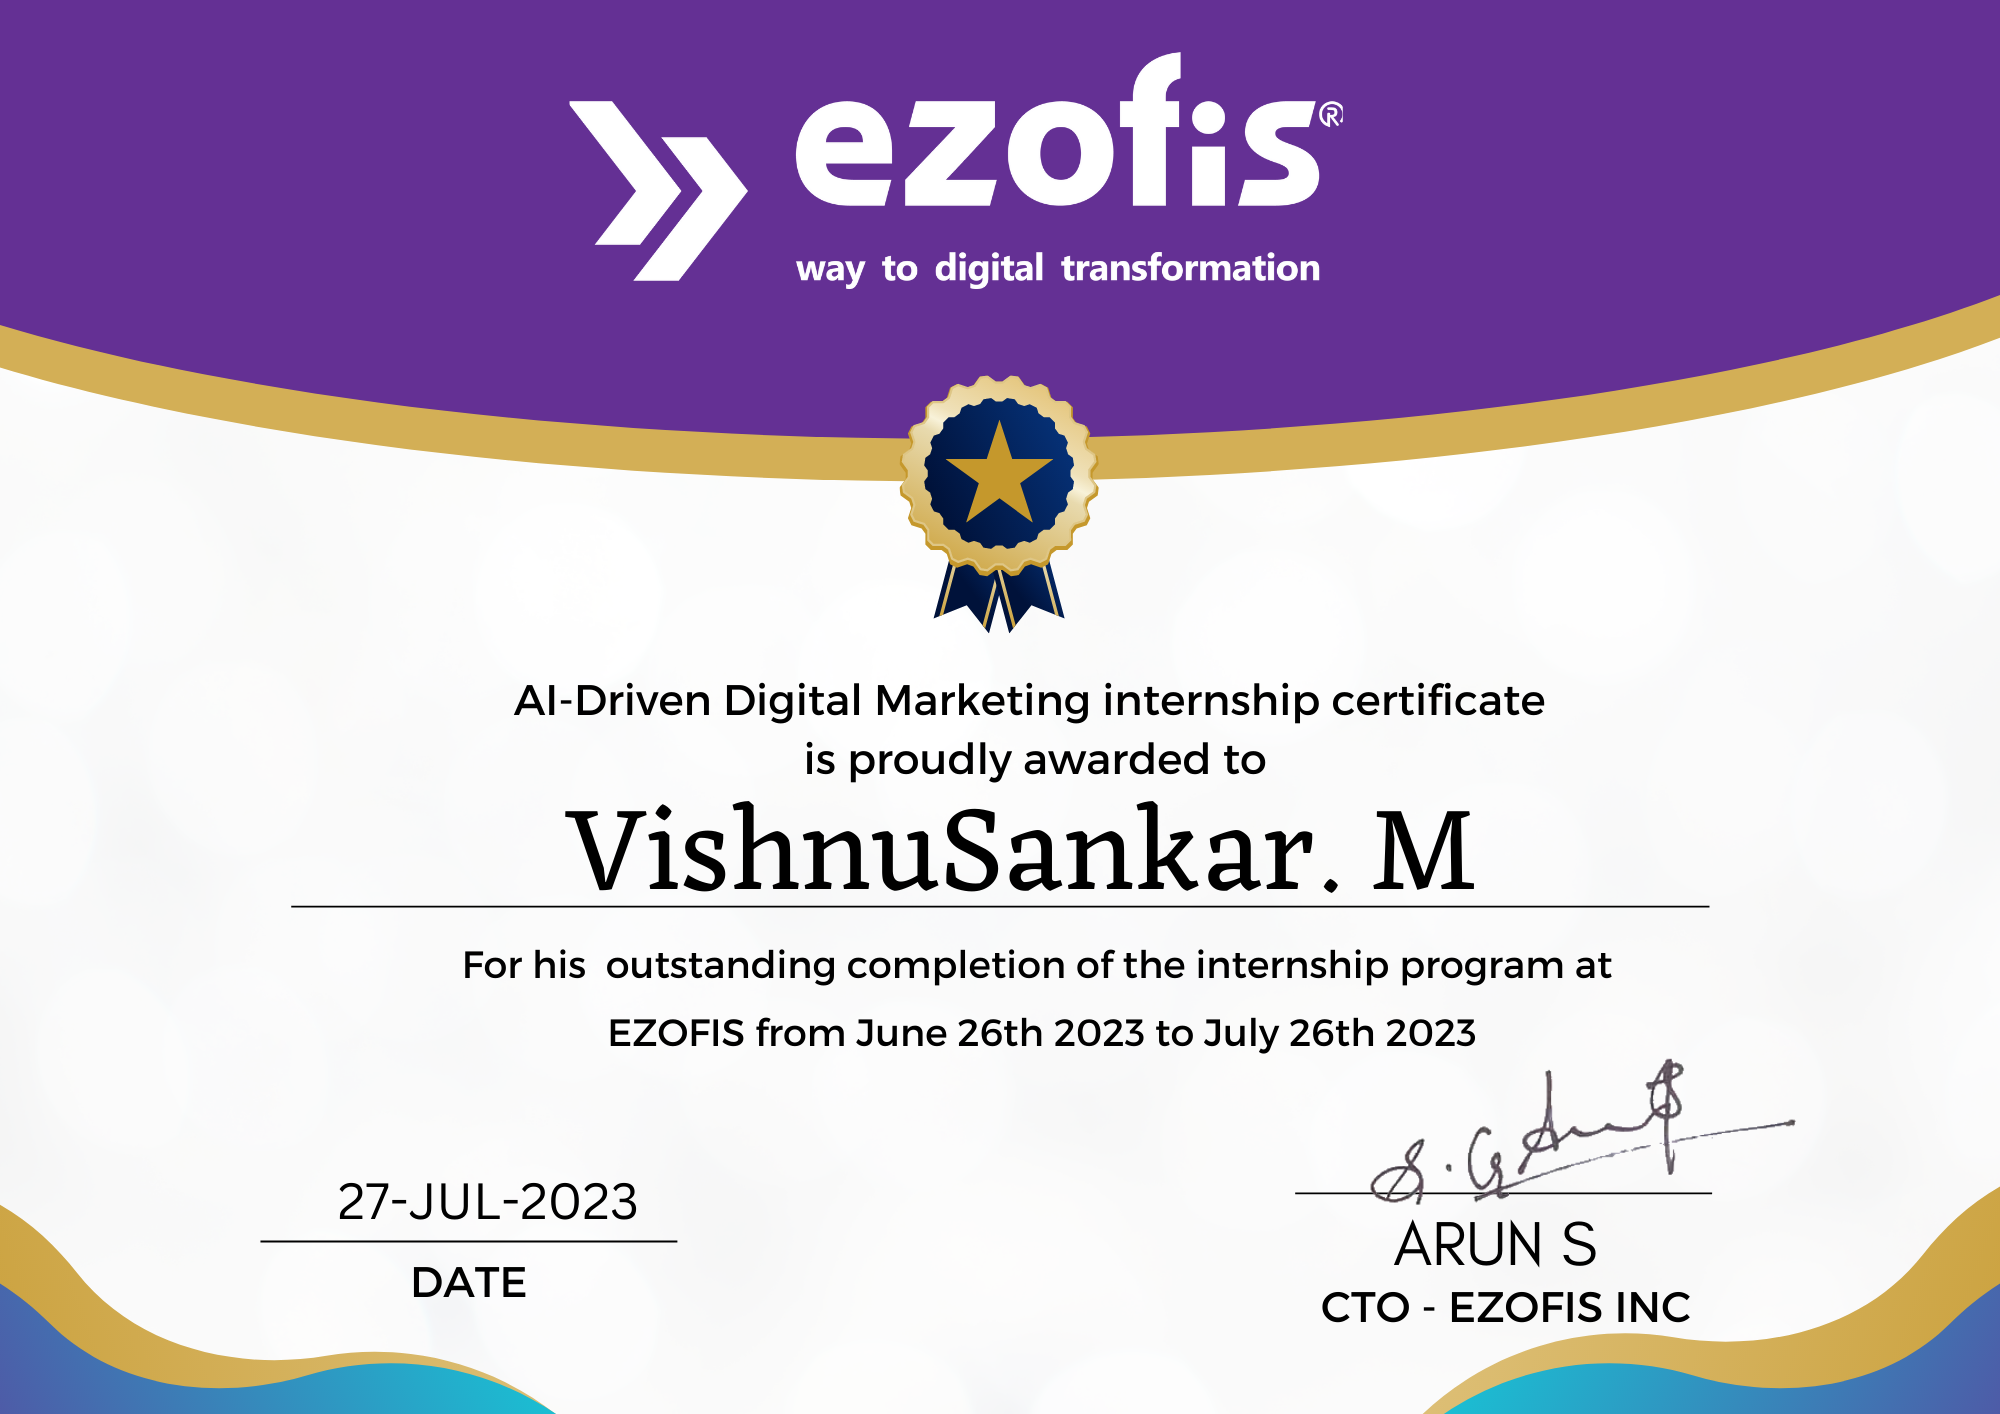 ezofis®
way to digital transformation
AI-Driven Digital Marketing internship certificate
is proudly awarded to
VishnuSankar. M
For his outstanding completion of the internship program at
EZOFIS from June 26th 2023 to July 26th 2023
27-JUL-2023
DATE
ARUN S
CTO - EZOFIS INC